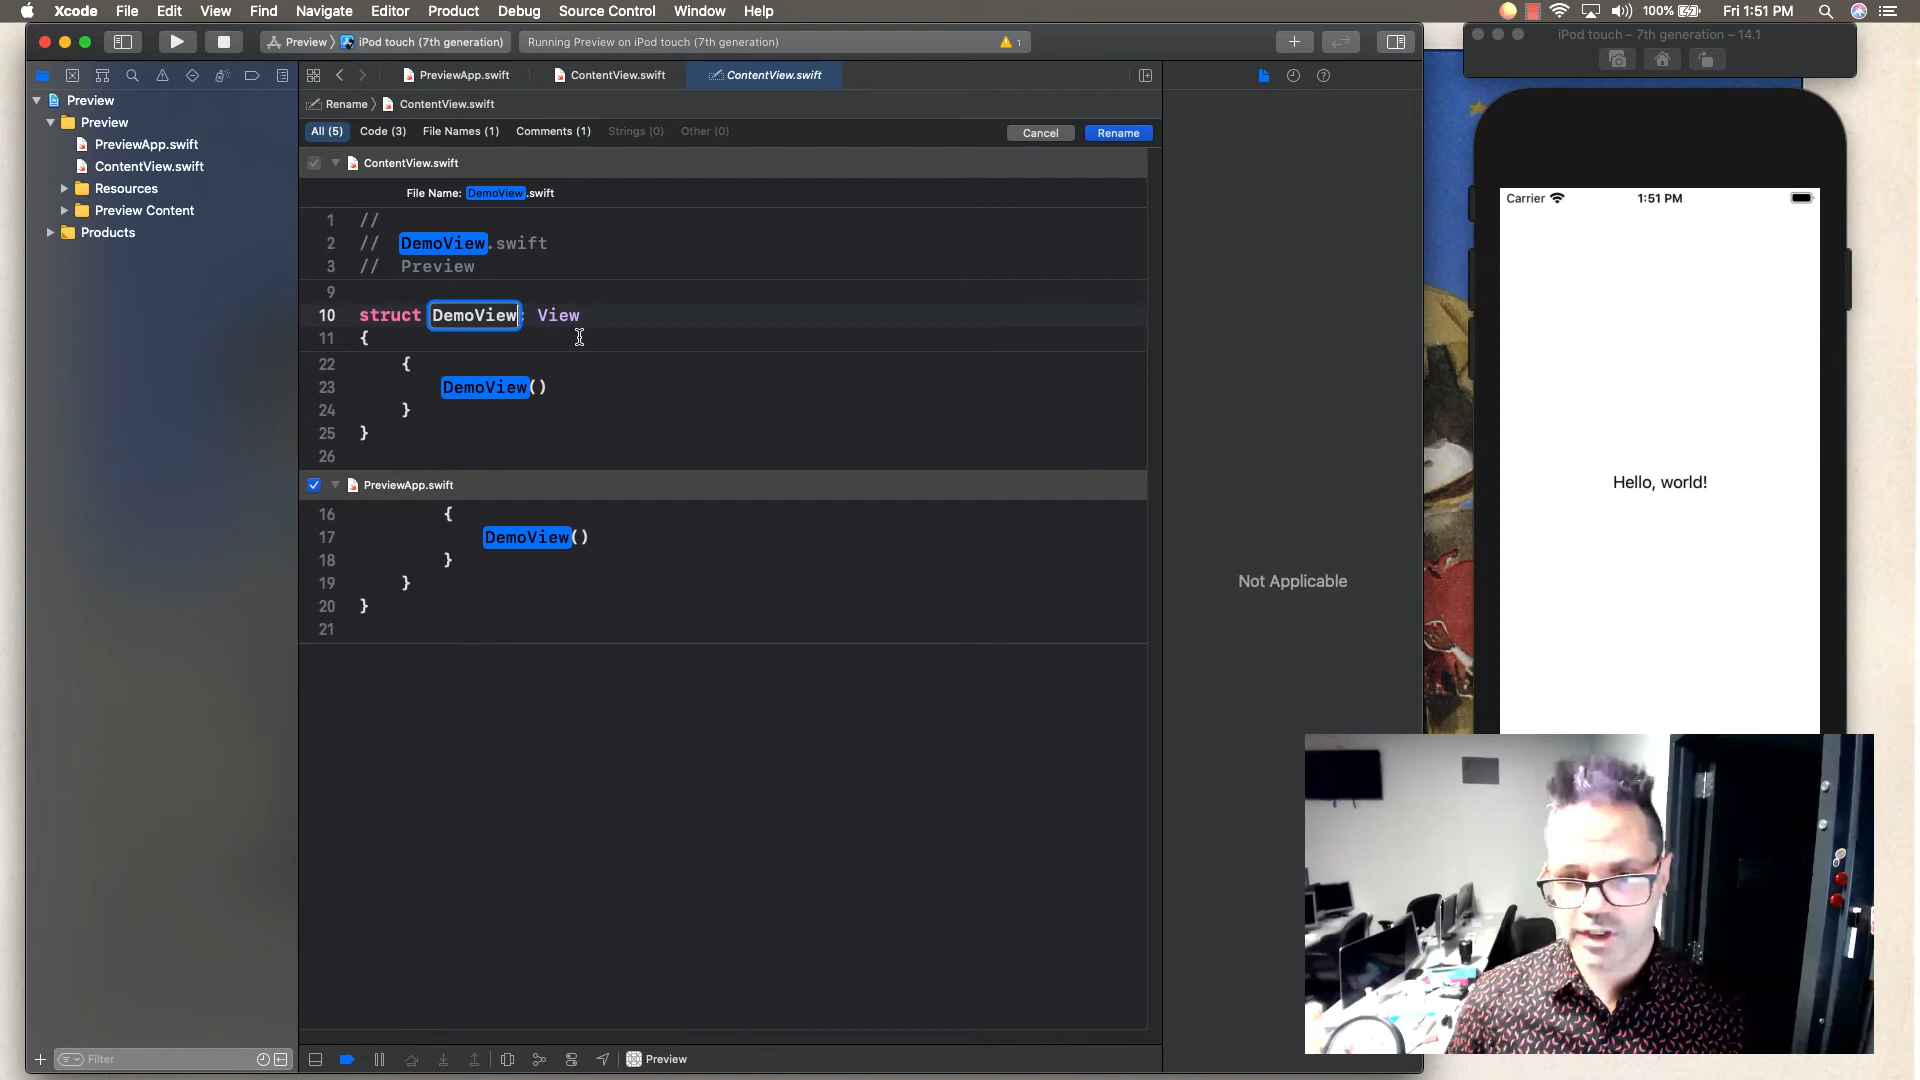 Xcode File Edit View Find Navigate Editor Product Debug Source Control Window Help
100% Fri 1:51 PM
Preview iPod touch (7th generation)
Running Preview on iPod touch (7th generation)
1
iPod touch – 7th generation – 14.1
PreviewApp.swift
ContentView.swift
ContentView.swift
Preview
Preview
PreviewApp.swift
ContentView.swift
Resources
Preview Content
Products
Filter
Rename ContentView.swift
All (5) Code (3) File Names (1) Comments (1) Strings (0) Other (0)
Cancel Rename
ContentView.swift
File Name: DemoView.swift
1 //
2 // DemoView.swift
3 // Preview
9
10 struct DemoView: View
11 {
22 {
23 DemoView()
24 }
25 }
26
PreviewApp.swift
16 {
17 DemoView()
18 }
19 }
20 }
21
Preview
Not Applicable
Carrier 1:51 PM
Hello, world!